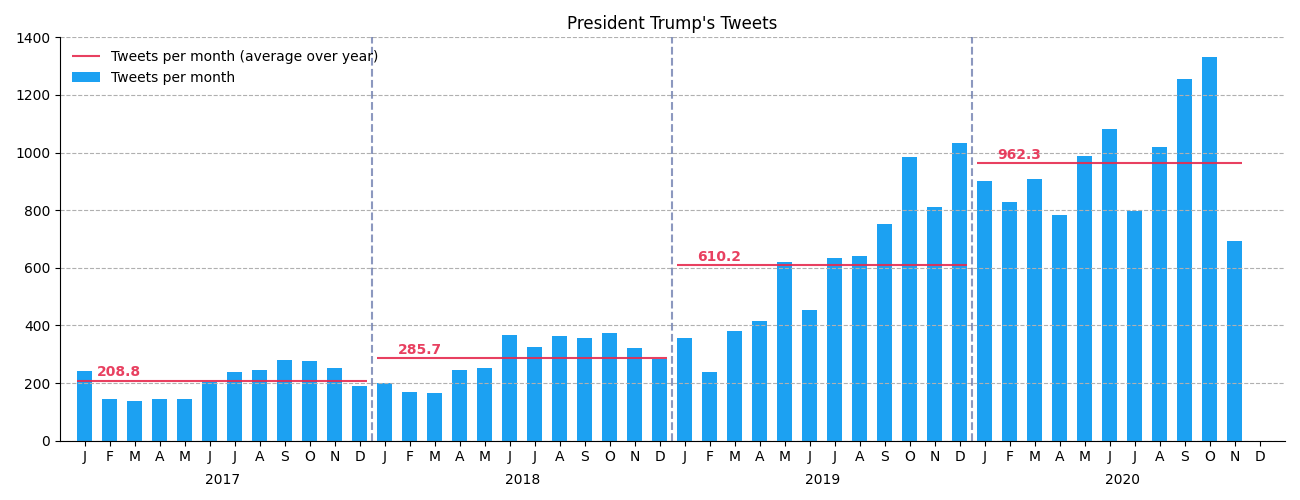 President Trump's Tweets
1400
1200
1000
800
600
400
200
0
Tweets per month (average over year)
Tweets per month
208.8
285.7
610.2
962.3
J F M A M J J A S O N D J F M A M J J A S O N D J F M A M J J A S O N D J F M A M J J A S O N D
2017 2018 2019 2020